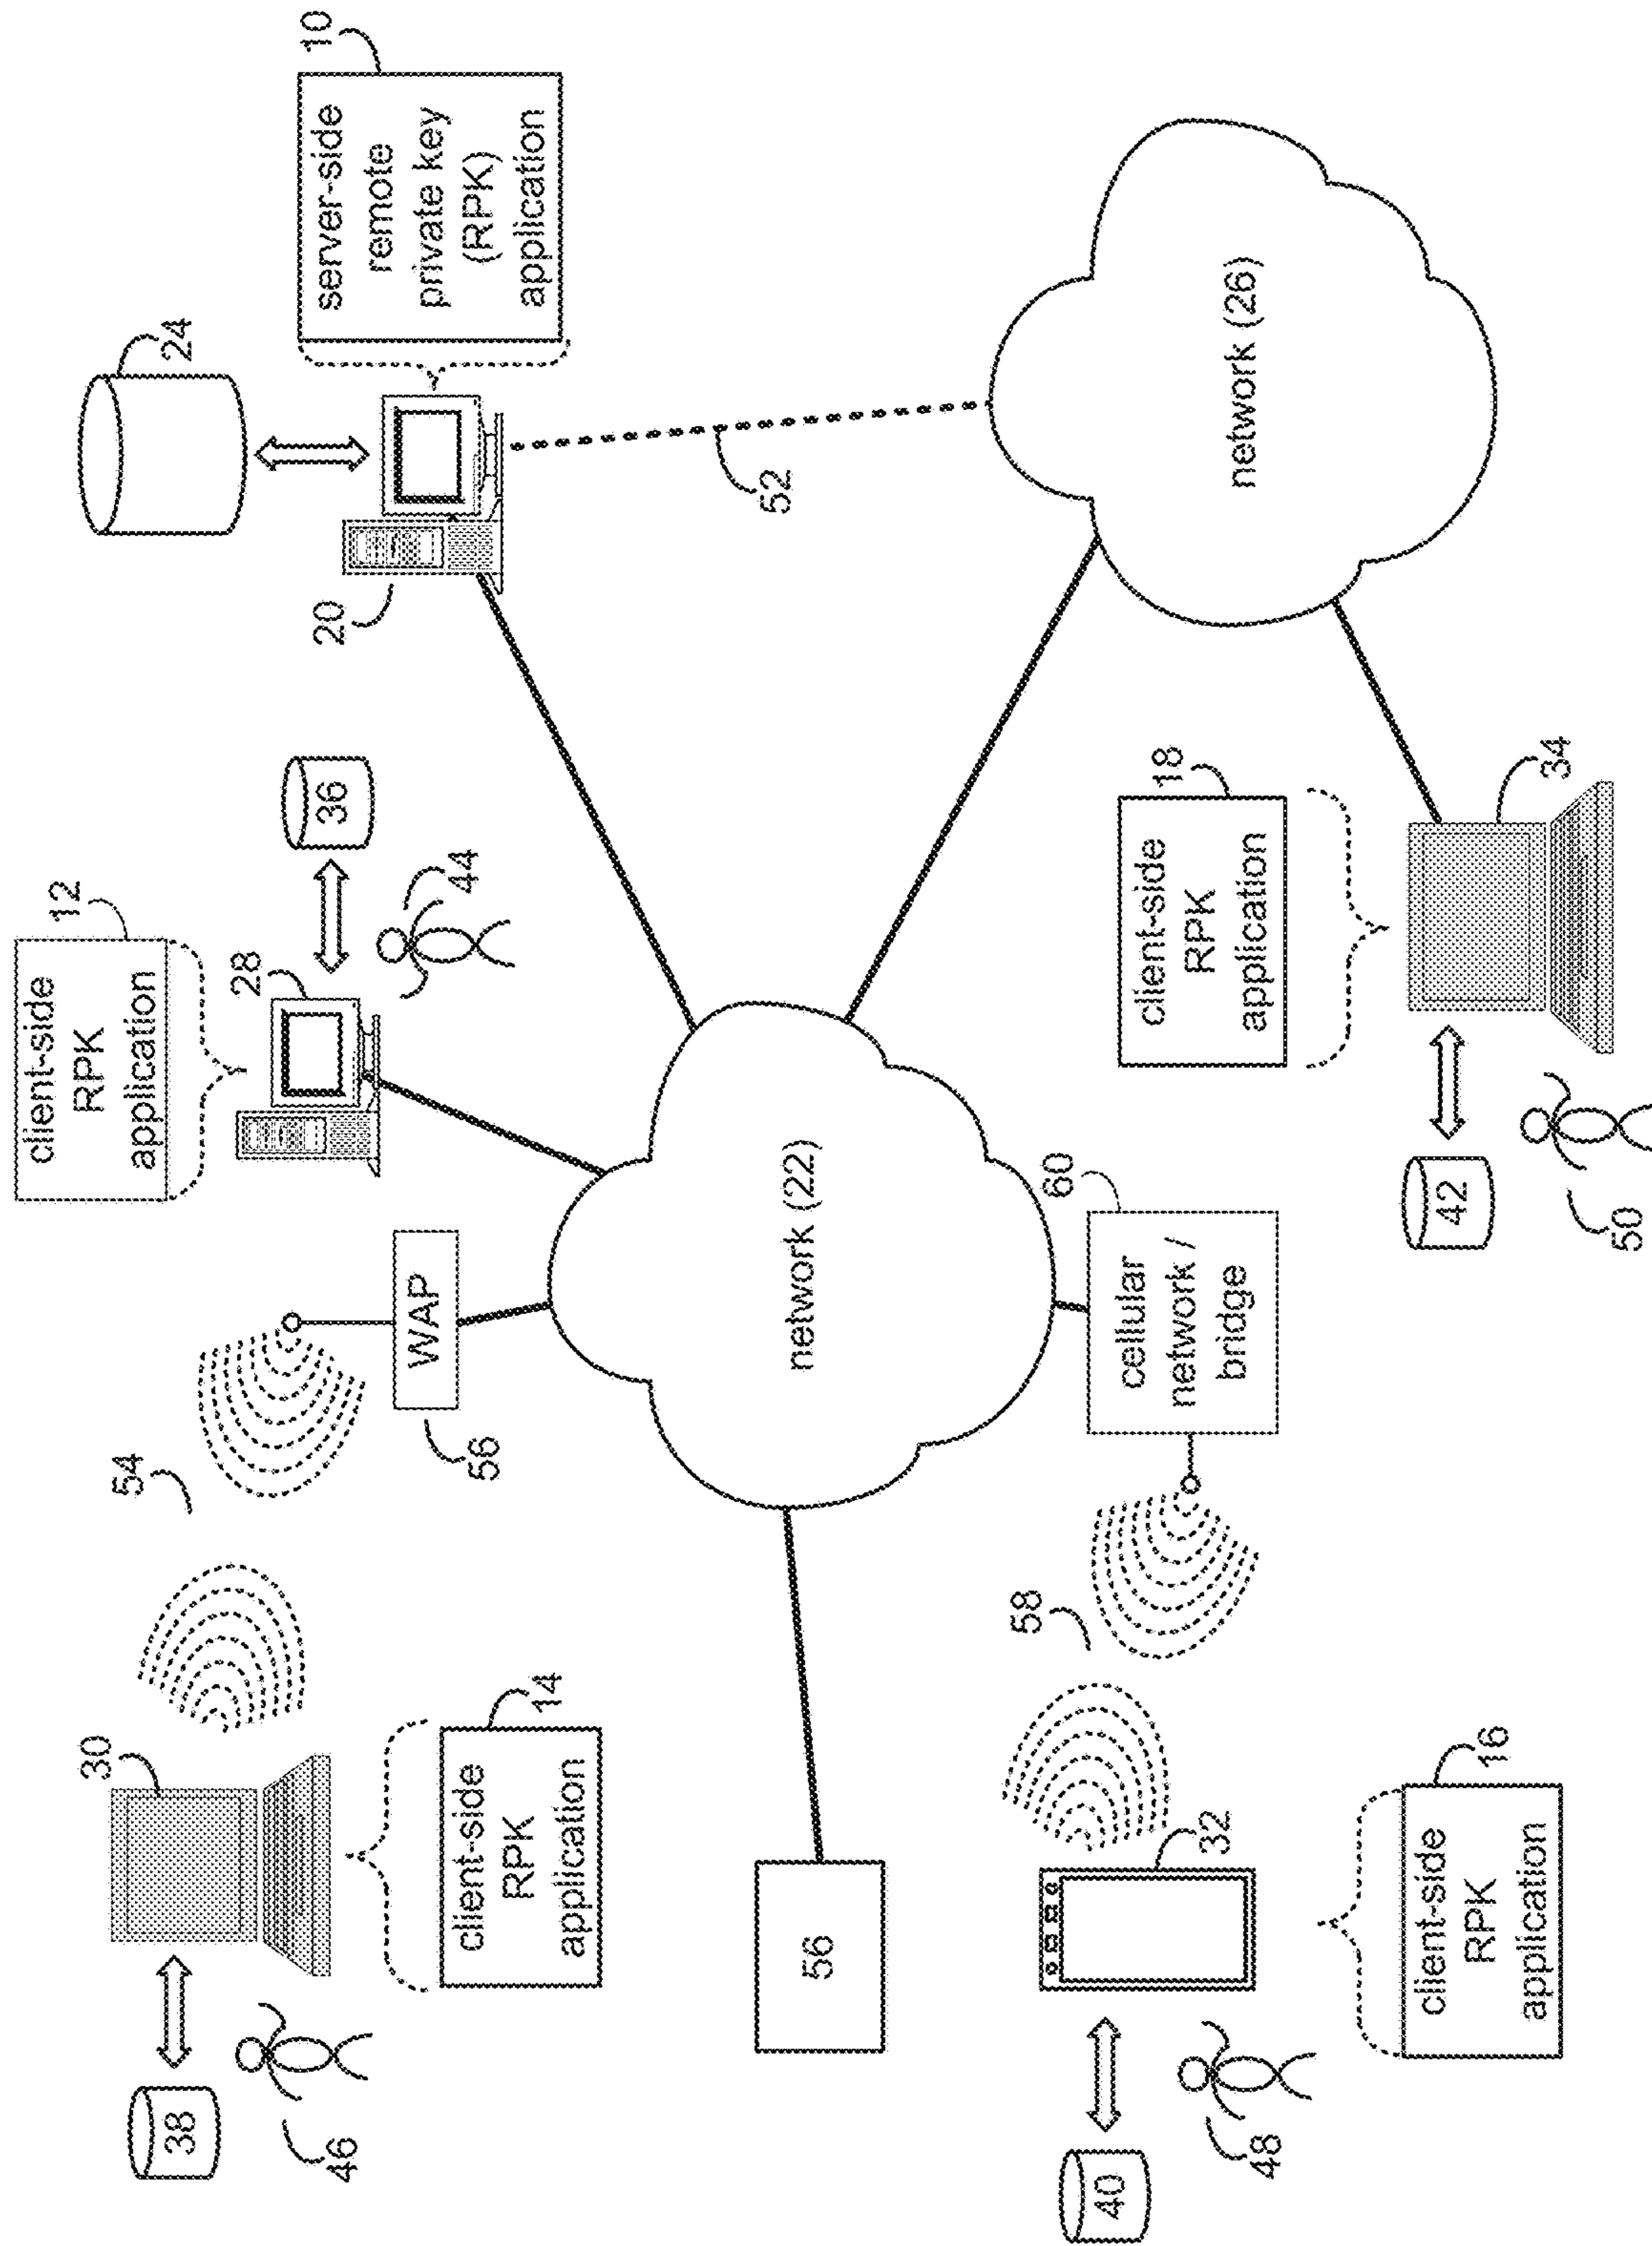 38
46
30
54
client-side
RPK
application
14
WAP
56
client-side
RPK
application
12
28
36
44
24
20
server-side
remote
private key
(RPK)
application
10
56
network (22)
52
40
48
32
58
client-side
RPK
application
16
cellular
network /
bridge
60
client-side
RPK
application
18
network (26)
42
50
34